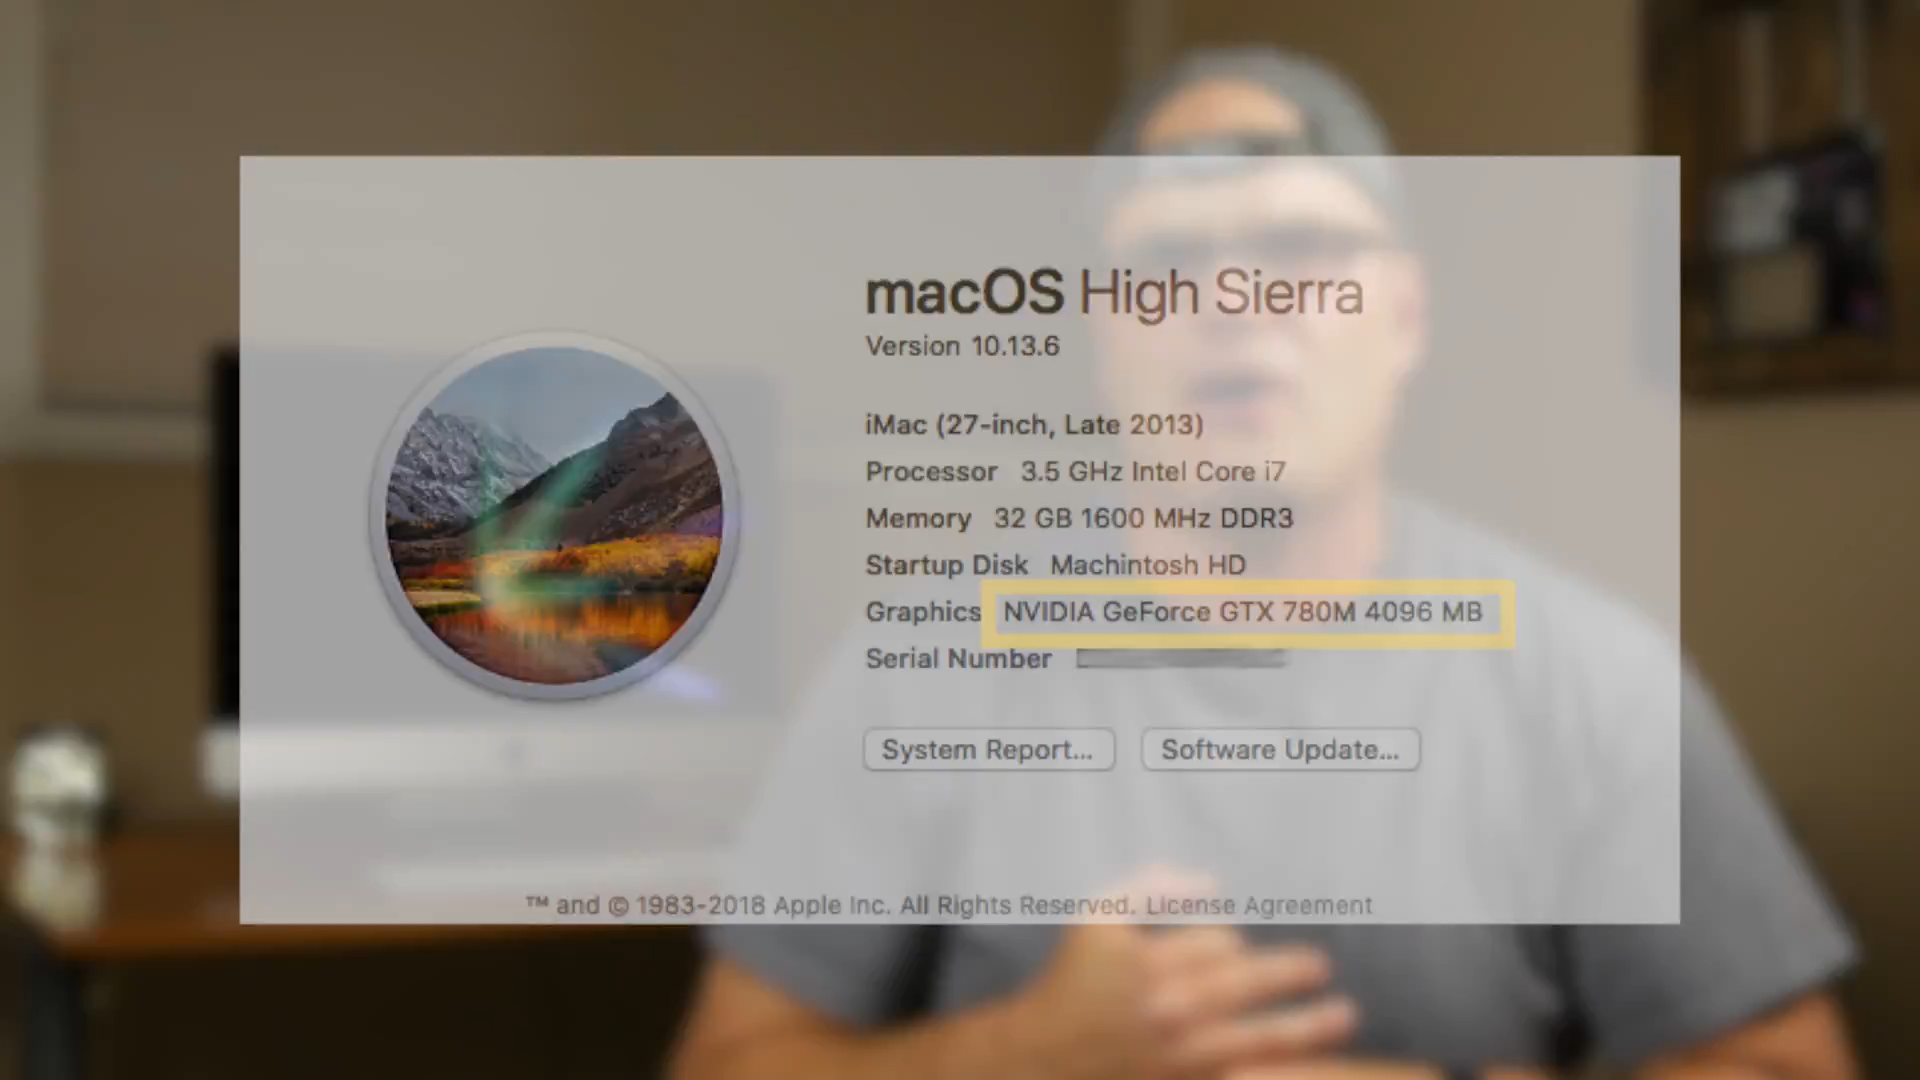 macOS High Sierra
Version 10.13.6
iMac (27-inch, Late 2013)
Processor 3.5 GHz Intel Core i7
Memory 32 GB 1600 MHz DDR3
Startup Disk Machintosh HD
Graphics NVIDIA GeForce GTX 780M 4096 MB
Serial Number
System Report...
Software Update...
™ and © 1983-2018 Apple Inc. All Rights Reserved. License Agreement